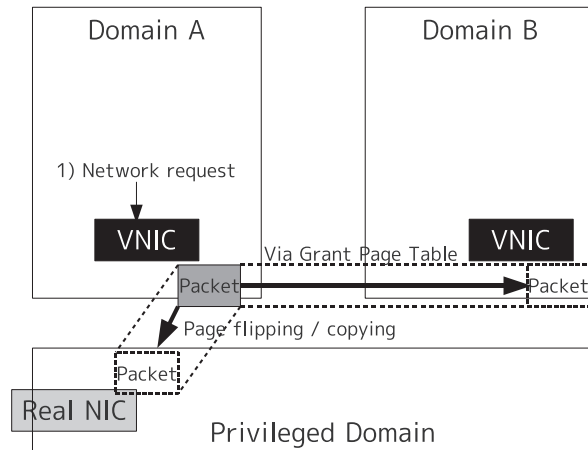 Domain A
Domain B
1) Network request
VNIC
VNIC
Via Grant Page Table
Packet
Packet
Page flipping / copying
Packet
Real NIC
Privileged Domain